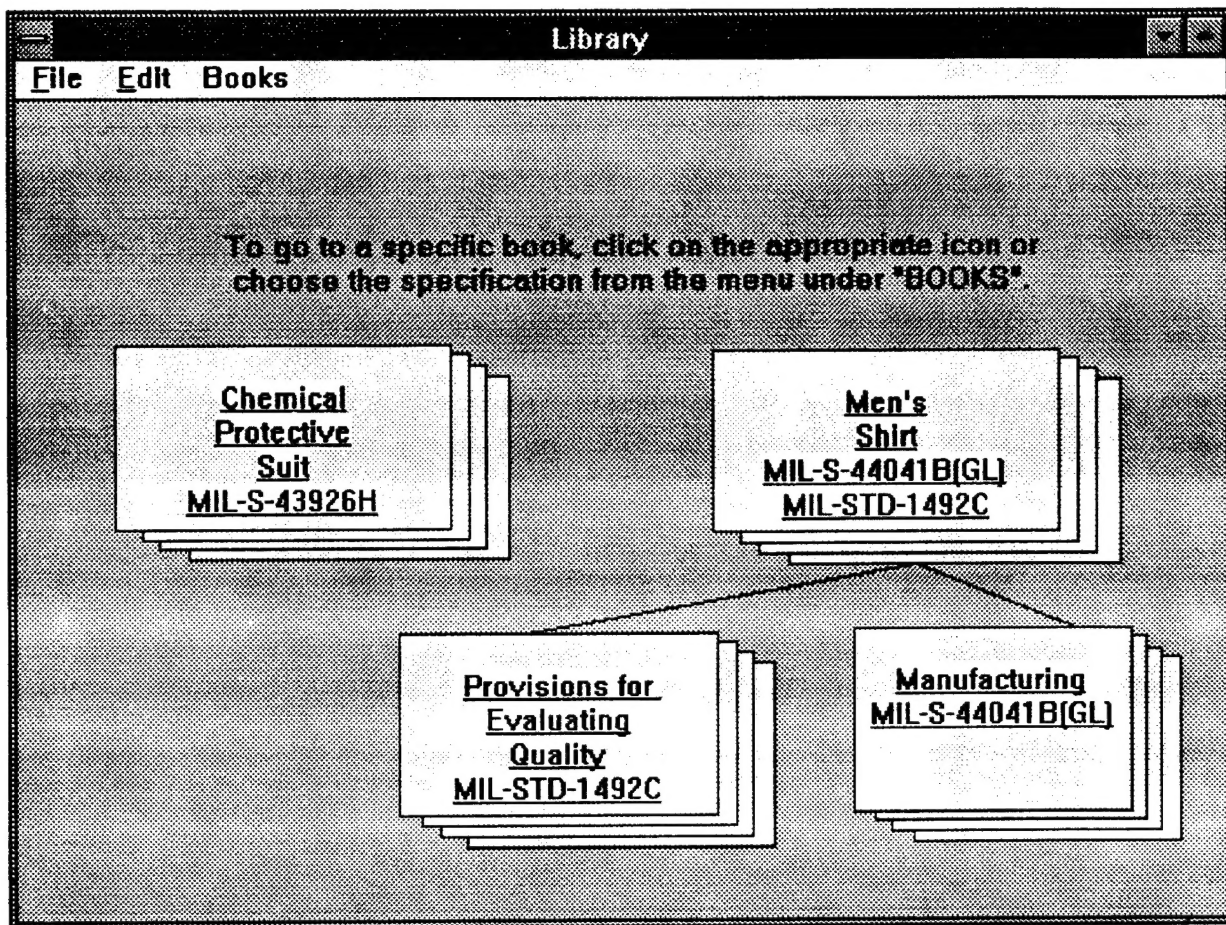 Library
File Edit Books
To go to a specific book, click on the appropriate icon or
choose the specification from the menu under "BOOKS".
Chemical
Protective
Suit
MIL-S-43926H
Men's
Shirt
MIL-S-44041B(GL)
MIL-STD-1492C
Provisions for
Evaluating
Quality
MIL-STD-1492C
Manufacturing
MIL-S-44041B(GL)